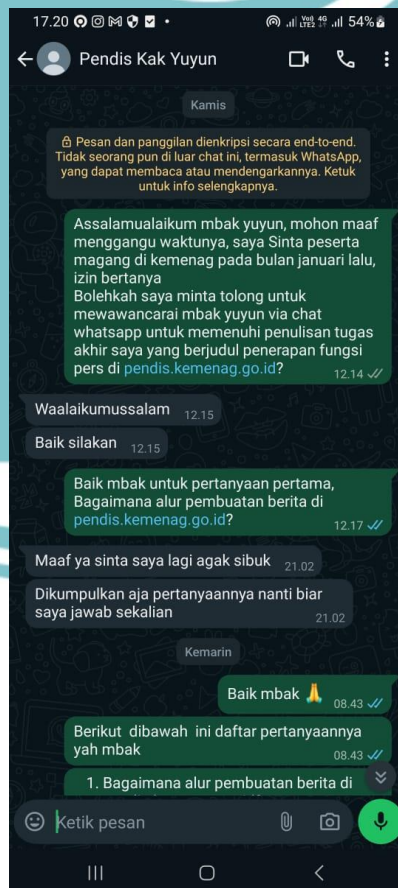 17.20
54%
Pendis Kak Yuyun
Kamis
Pesan dan panggilan dienkripsi secara end-to-end.
Tidak seorang pun di luar chat ini, termasuk WhatsApp,
yang dapat membaca atau mendengarkannya. Ketuk
untuk info selengkapnya.
Assalamualaikum mbak yuyun, mohon maaf
menggangu waktunya, saya Sinta peserta
magang di kemenag pada bulan januari lalu,
izin bertanya
Bolehkah saya minta tolong untuk
mewawancarai mbak yuyun via chat
whatsapp untuk memenuhi penulisan tugas
akhir saya yang berjudul penerapan fungsi
pers di pendis.kemenag.go.id?
12.14
Waalaikumussalam 12.15
Baik silakan 12.15
Baik mbak untuk pertanyaan pertama,
Bagaimana alur pembuatan berita di
pendis.kemenag.go.id?
12.17
Maaf ya sinta saya lagi agak sibuk 21.02
Dikumpulkan aja pertanyaannya nanti biar
saya jawab sekalian
21.02
Kemarin
Baik mbak 🙏 08.43
Berikut dibawah ini daftar pertanyaannya
yah mbak
08.43
1. Bagaimana alur pembuatan berita di
Ketik pesan